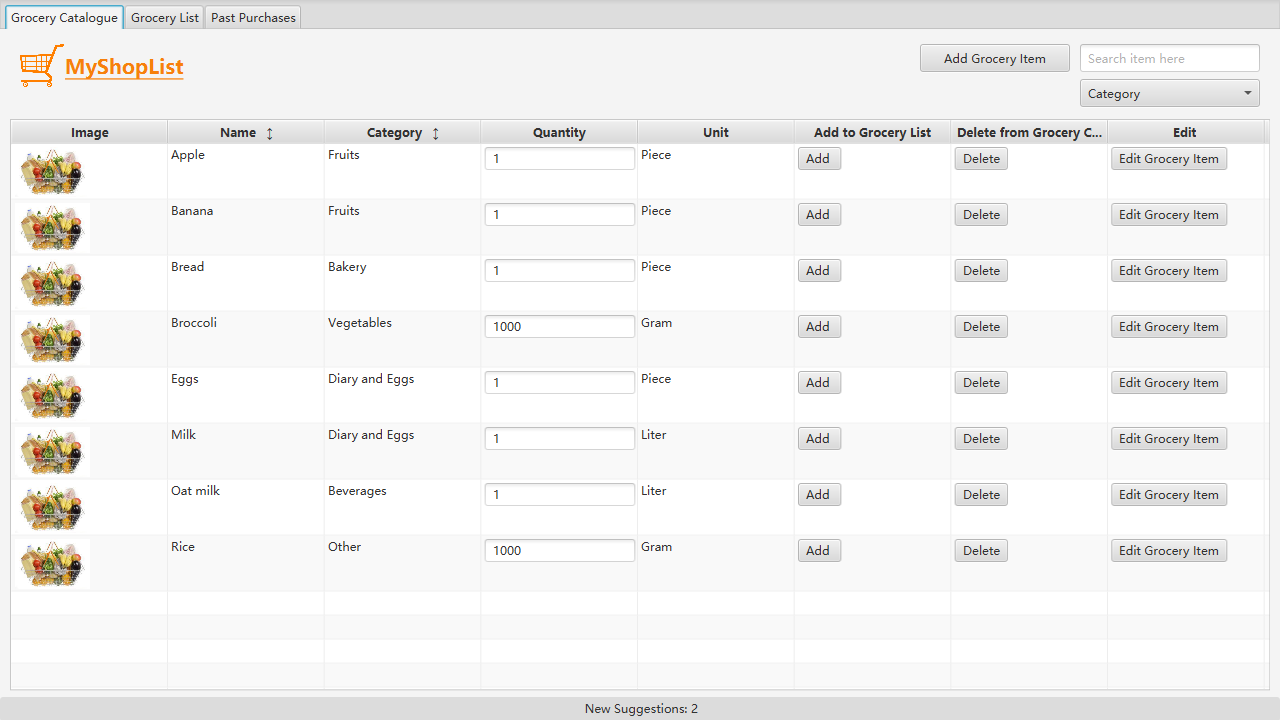 Grocery Catalogue Grocery List Past Purchases
MyShopList
Add Grocery Item Search item here
Category
Image Name ↕ Category ↕ Quantity Unit Add to Grocery List Delete from Grocery C... Edit
Apple Fruits 1 Piece Add Delete Edit Grocery Item
Banana Fruits 1 Piece Add Delete Edit Grocery Item
Bread Bakery 1 Piece Add Delete Edit Grocery Item
Broccoli Vegetables 1000 Gram Add Delete Edit Grocery Item
Eggs Diary and Eggs 1 Piece Add Delete Edit Grocery Item
Milk Diary and Eggs 1 Liter Add Delete Edit Grocery Item
Oat milk Beverages 1 Liter Add Delete Edit Grocery Item
Rice Other 1000 Gram Add Delete Edit Grocery Item
New Suggestions: 2